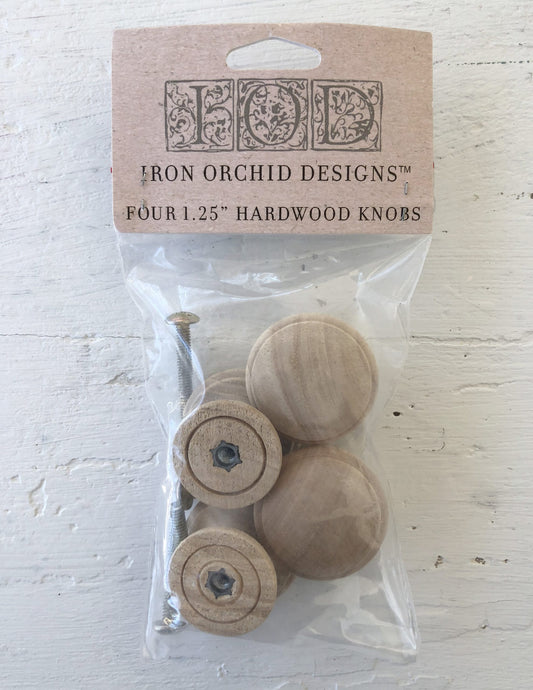 IOD
IRON ORCHID DESIGNS™
FOUR 1.25” HARDWOOD KNOBS